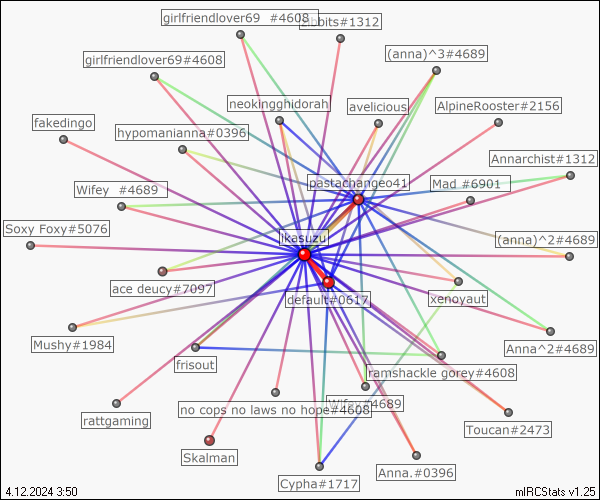 girlfriendlover69 #4608
zibbits#1312
(anna)^3#4689
girlfriendlover69#4608
neokingghidorah
avelicious
AlpineRooster#2156
fakedingo
hypomanianna#0396
Annarchist#1312
pastachangeo41
Mad #6901
Wifey #4689
Soxy Foxy#5076
ikasuzu
(anna)^2#4689
ace deucy#7097
default#0617
xenoyaut
Mushy#1984
Anna^2#4689
frisout
ramshackle gorey#4608
no cops no laws no hope#4608
Wifey#4689
rattgaming
Toucan#2473
Skalman
Cypha#1717
Anna.#0396
4.12.2024 3:50
mIRCStats v1.25